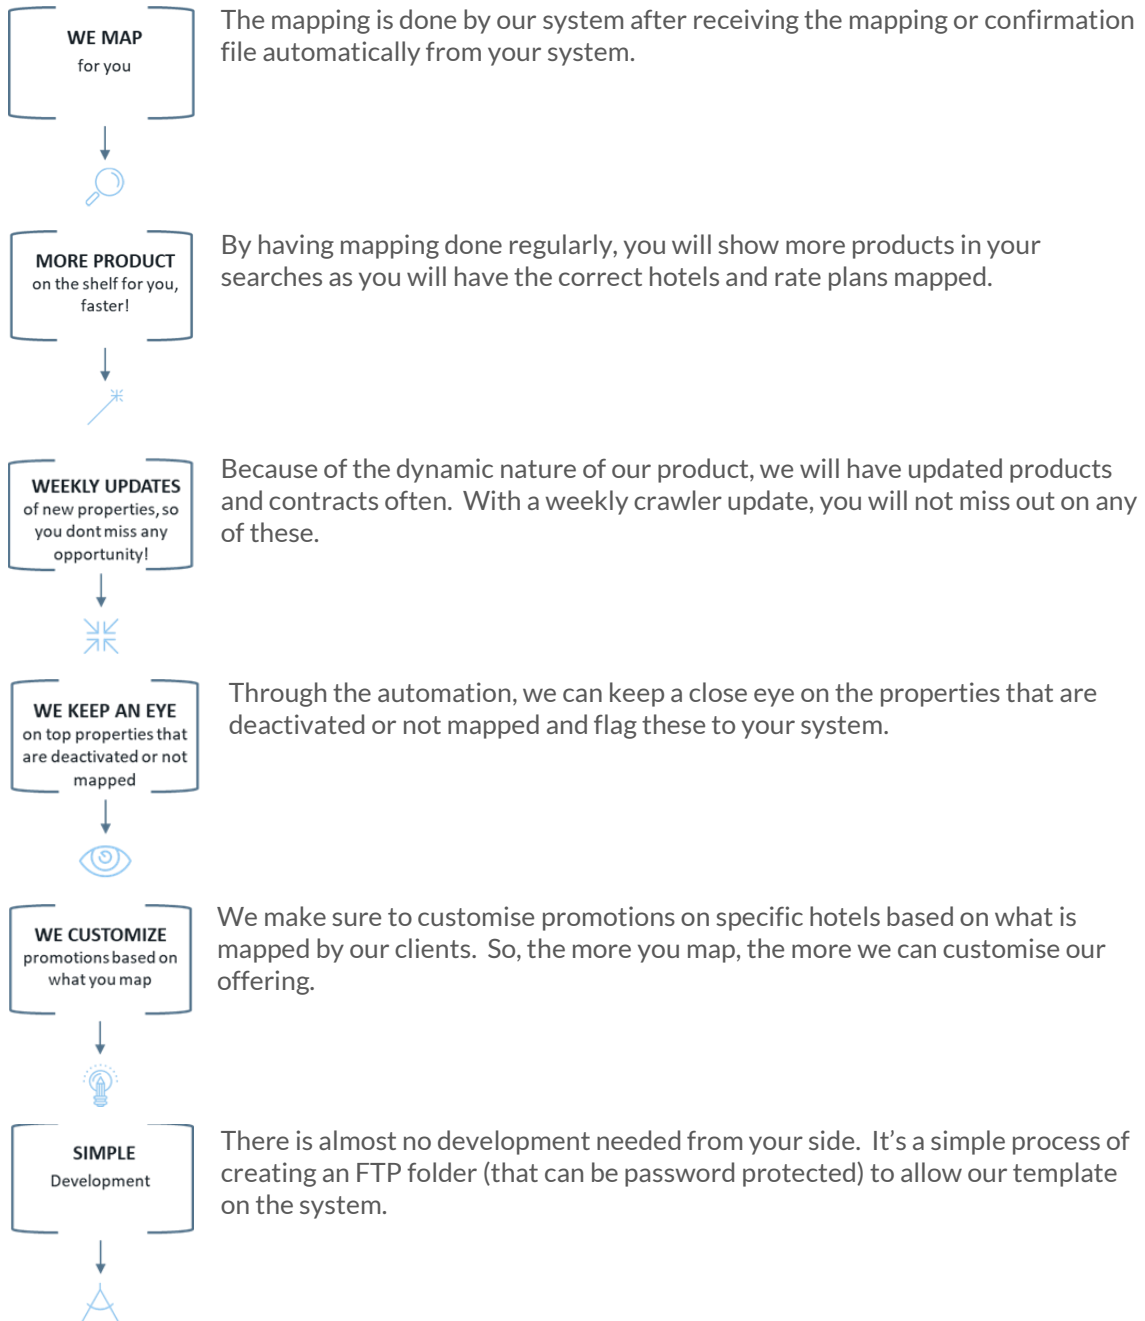 WE MAP
for you
The mapping is done by our system after receiving the mapping or confirmation
file automatically from your system.
MORE PRODUCT
on the shelf for you,
faster!
By having mapping done regularly, you will show more products in your
searches as you will have the correct hotels and rate plans mapped.
WEEKLY UPDATES
of new properties, so
you dont miss any
opportunity!
Because of the dynamic nature of our product, we will have updated products
and contracts often.  With a weekly crawler update, you will not miss out on any
of these.
WE KEEP AN EYE
on top properties that
are deactivated or not
mapped
Through the automation, we can keep a close eye on the properties that are
deactivated or not mapped and flag these to your system.
WE CUSTOMIZE
promotions based on
what you map
We make sure to customise promotions on specific hotels based on what is
mapped by our clients.  So, the more you map, the more we can customise our
offering.
SIMPLE
Development
There is almost no development needed from your side.  It’s a simple process of
creating an FTP folder (that can be password protected) to allow our template
on the system.